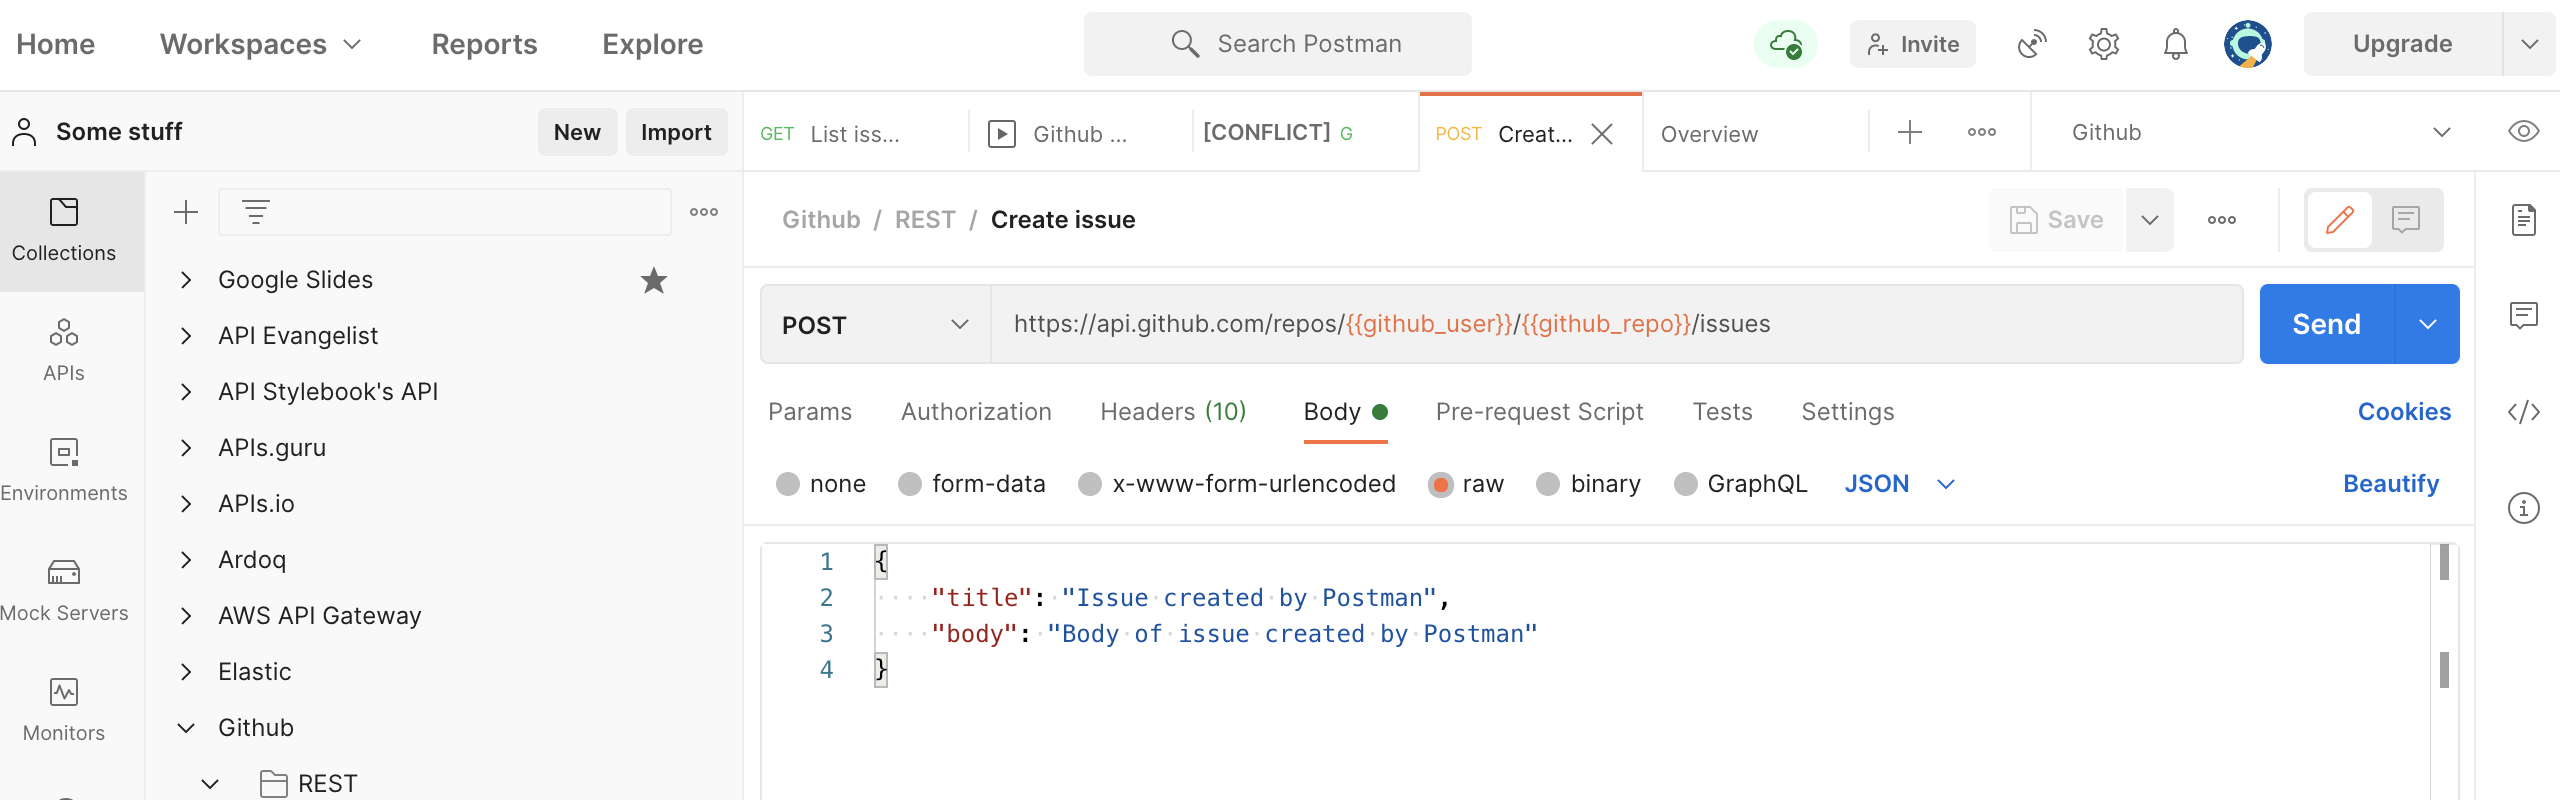 Home Workspaces Reports Explore Search Postman Invite Upgrade
Some stuff New Import
GET List iss... Github ... [CONFLICT] G POST Creat... Overview Github
Collections
APIs
Environments
Mock Servers
Monitors
Google Slides
API Evangelist
API Stylebook's API
APIs.guru
APIs.io
Ardoq
AWS API Gateway
Elastic
Github
REST
Github / REST / Create issue Save
POST https://api.github.com/repos/{{github_user}}/{{github_repo}}/issues Send
Params Authorization Headers (10) Body Pre-request Script Tests Settings Cookies
none form-data x-www-form-urlencoded raw binary GraphQL JSON Beautify
1 {
2 "title": "Issue created by Postman",
3 "body": "Body of issue created by Postman"
4 }